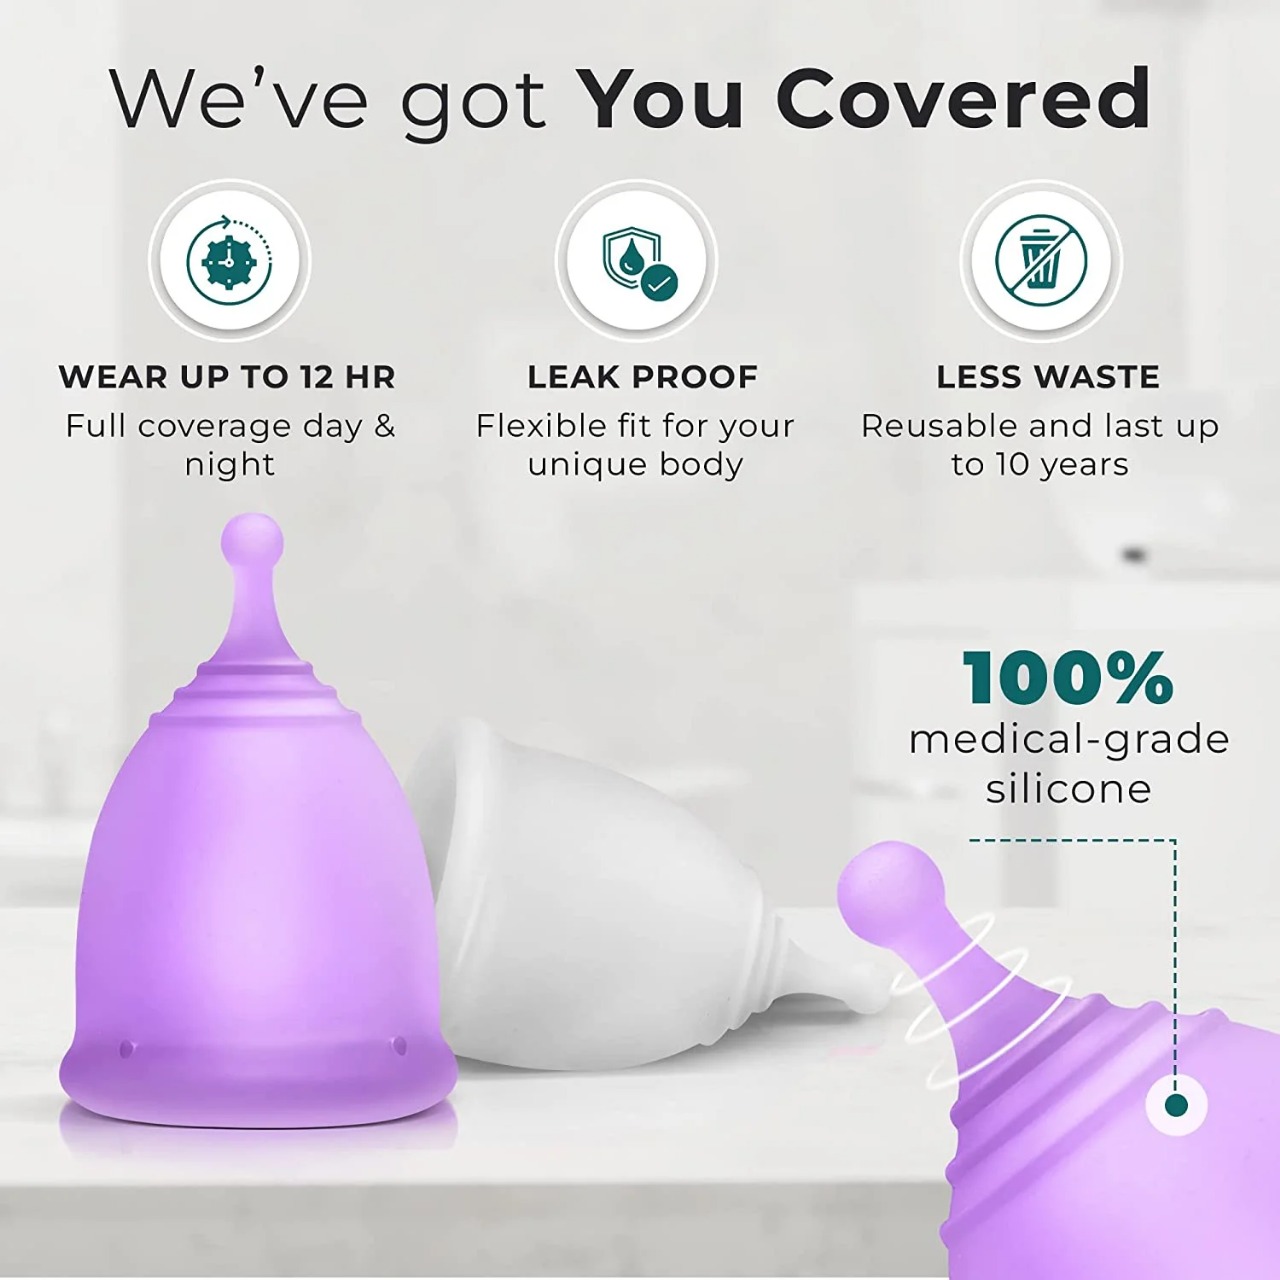 We’ve got You Covered
WEAR UP TO 12 HR
Full coverage day &
night
LEAK PROOF
Flexible fit for your
unique body
LESS WASTE
Reusable and last up
to 10 years
100%
medical-grade
silicone